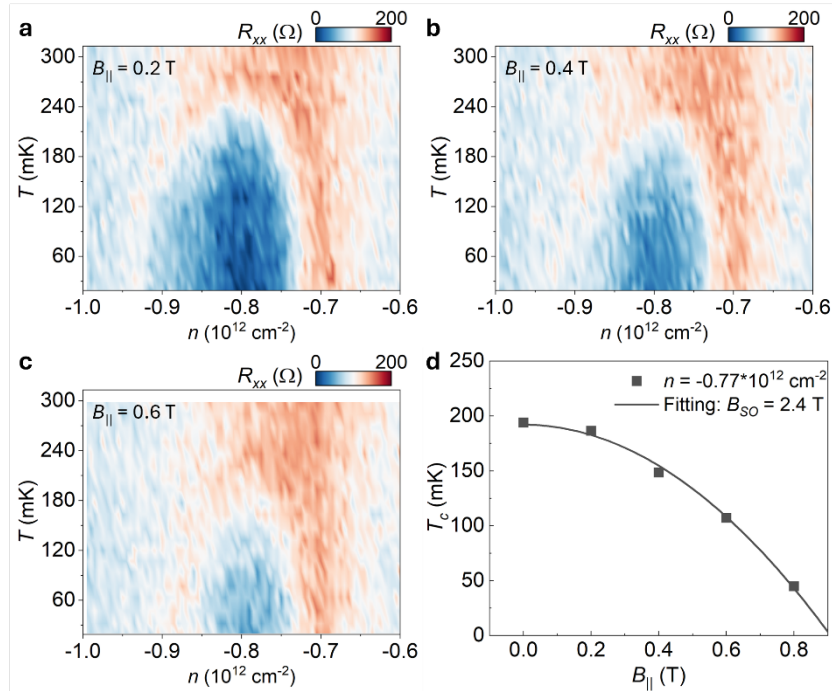 a
R_xx (Ω) 0 200
B_|| = 0.2 T
T (mK)
300
240
180
120
60
-1.0 -0.9 -0.8 -0.7 -0.6
n (10^12 cm^-2)
b
R_xx (Ω) 0 200
B_|| = 0.4 T
T (mK)
300
240
180
120
60
-1.0 -0.9 -0.8 -0.7 -0.6
n (10^12 cm^-2)
c
R_xx (Ω) 0 200
B_|| = 0.6 T
T (mK)
300
240
180
120
60
-1.0 -0.9 -0.8 -0.7 -0.6
n (10^12 cm^-2)
d
n = -0.77*10^12 cm^-2
Fitting: B_SO = 2.4 T
T_c (mK)
250
200
150
100
50
0
0.0 0.2 0.4 0.6 0.8
B_|| (T)